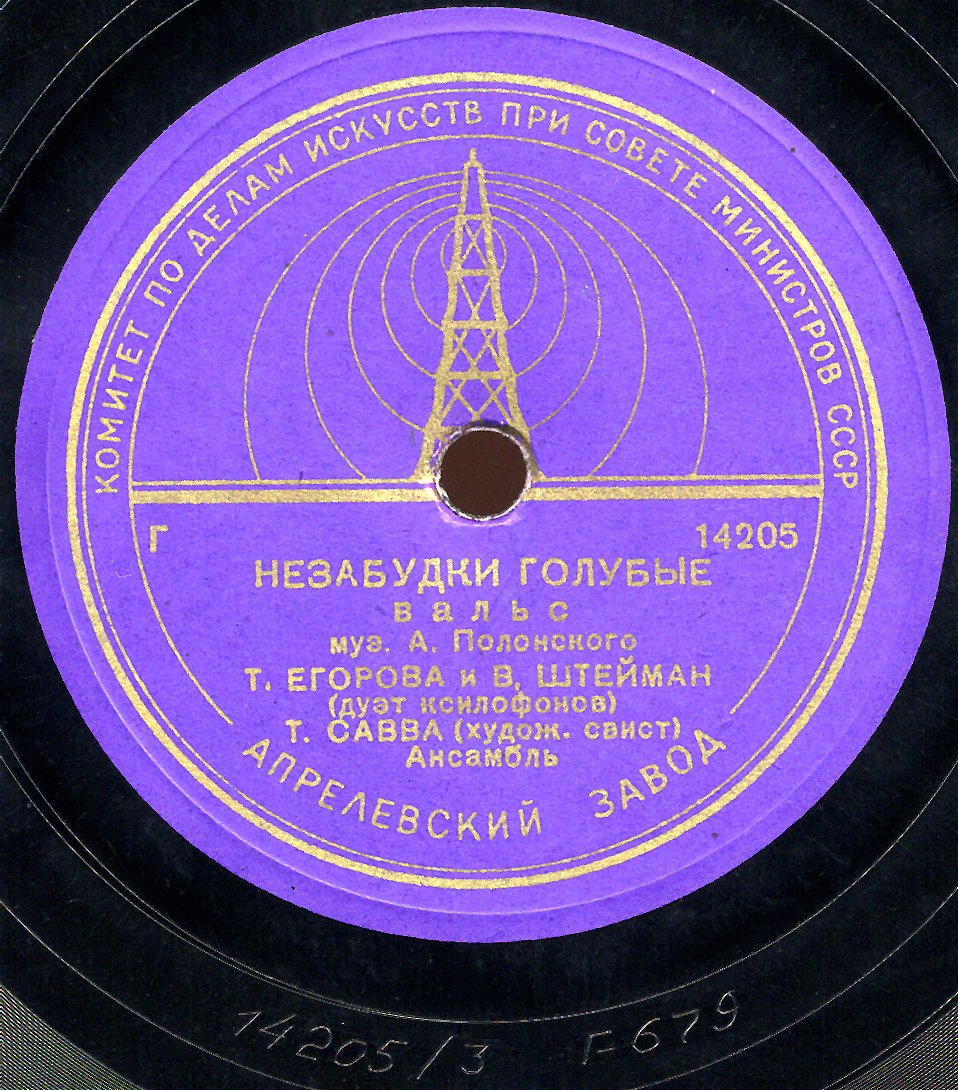 КОМИТЕТ ПО ДЕЛАМ ИСКУССТВ ПРИ СОВЕТЕ МИНИСТРОВ СССР
Г 14205
НЕЗАБУДКИ ГОЛУБЫЕ
вальс
муз. А. Полонского
Т. ЕГОРОВА и В. ШТЕЙМАН
(дуэт ксилофонов)
Т. САВВА (худож. свист)
Ансамбль
АПРЕЛЕВСКИЙ ЗАВОД
14205/3 Г-679